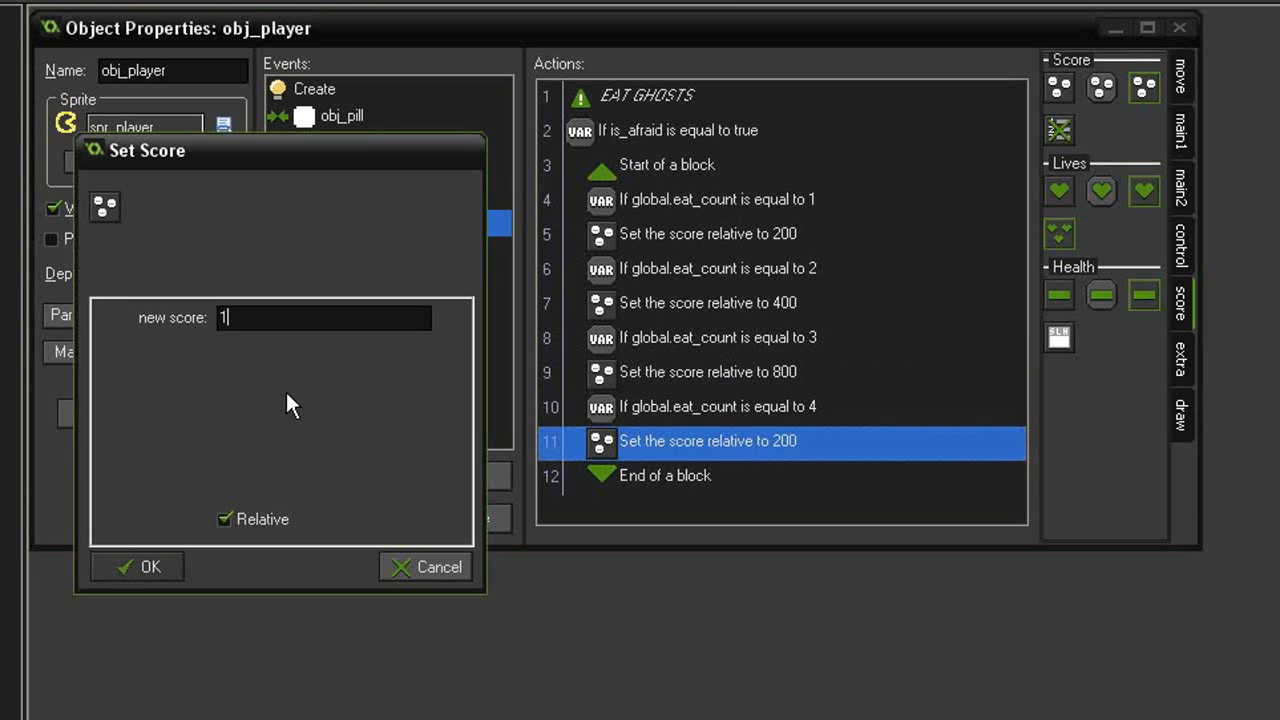 Object Properties: obj_player
Name: obj_player
Sprite
spr_player
Events:
Create
obj_pill
Set Score
new score: 1
Relative
OK
Cancel
Actions:
1 EAT GHOSTS
2 VAR If is_afraid is equal to true
3 Start of a block
4 VAR If global.eat_count is equal to 1
5 Set the score relative to 200
6 VAR If global.eat_count is equal to 2
7 Set the score relative to 400
8 VAR If global.eat_count is equal to 3
9 Set the score relative to 800
10 VAR If global.eat_count is equal to 4
11 Set the score relative to 200
12 End of a block
Score
Lives
Health
move
main1
main2
control
score
extra
draw